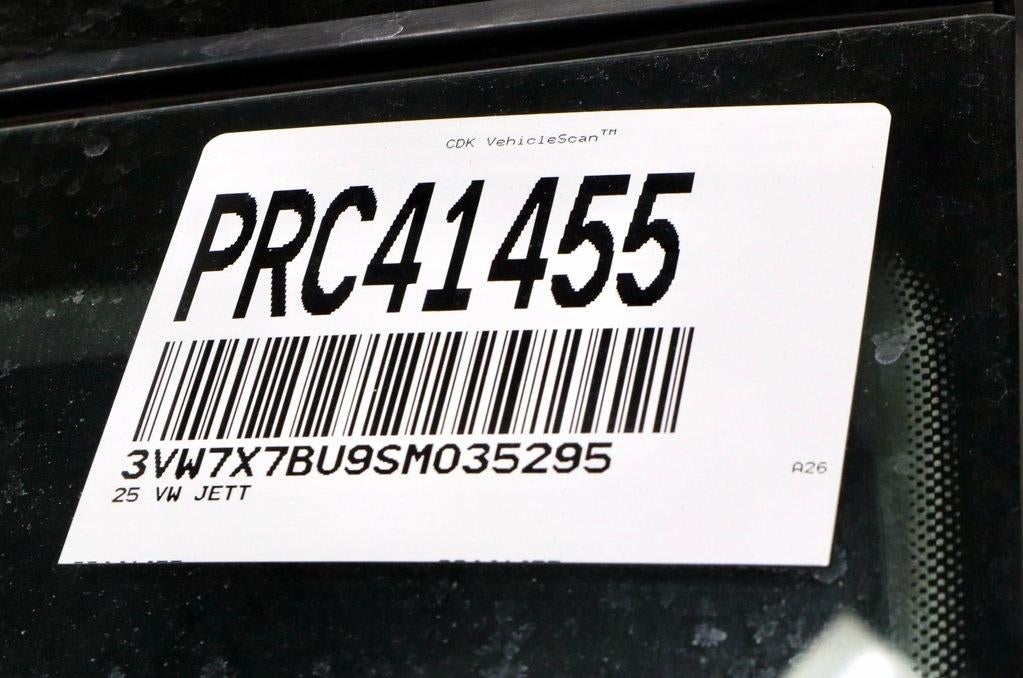 CDK VehicleScan™
PRC41455
3VW7X7BU9SM035295
25 VW JETT
A26